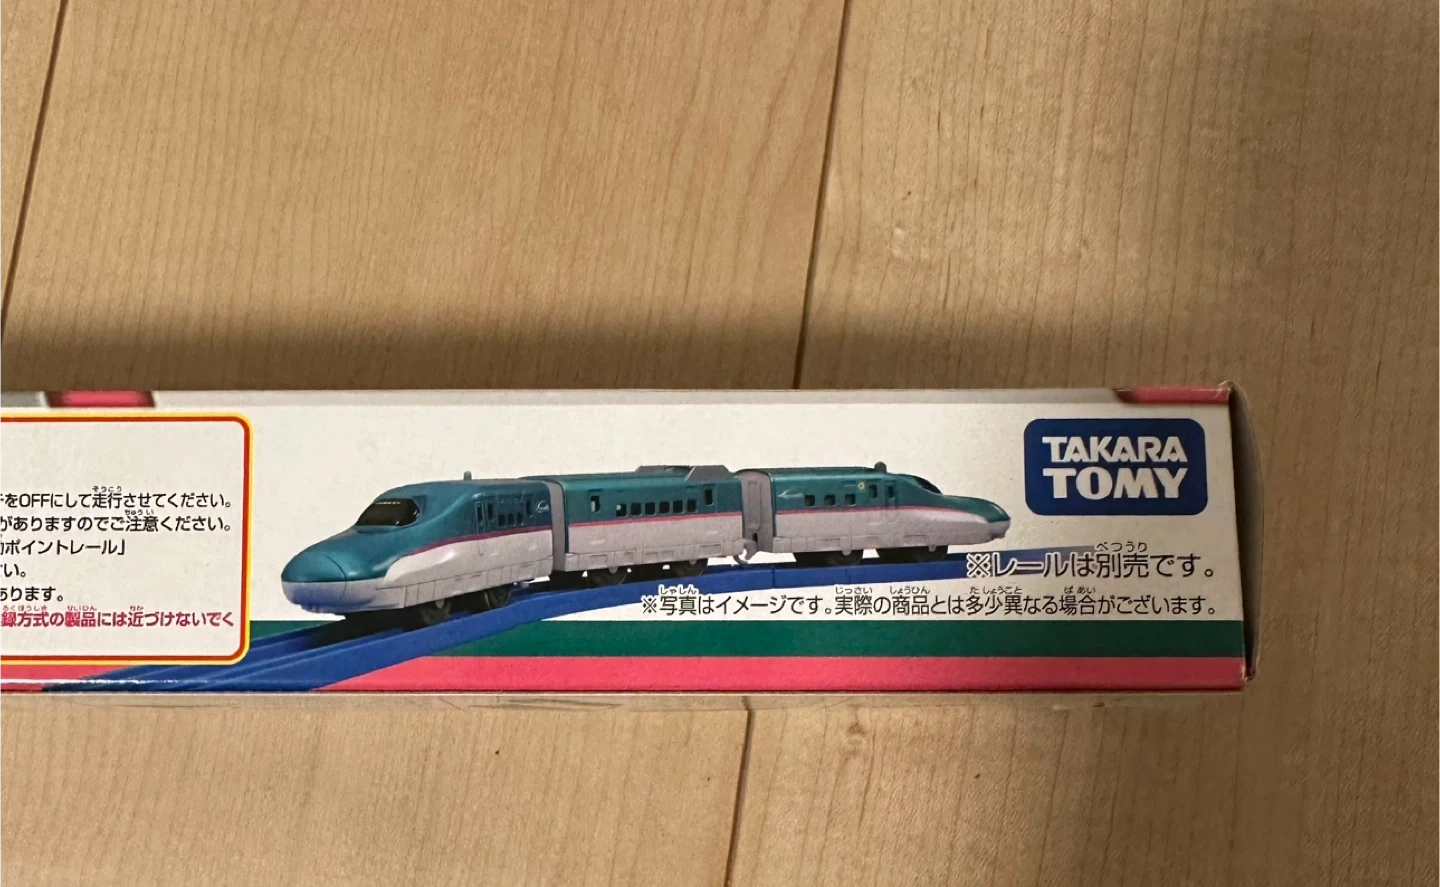 をOFFにして走行させてください。
がありますのでご注意ください。
ポイントレール」
い。
あります。
線方式の製品には近づけないでく
TAKARA
TOMY
※レールは別売です。
※写真はイメージです。実際の商品とは多少異なる場合がございます。